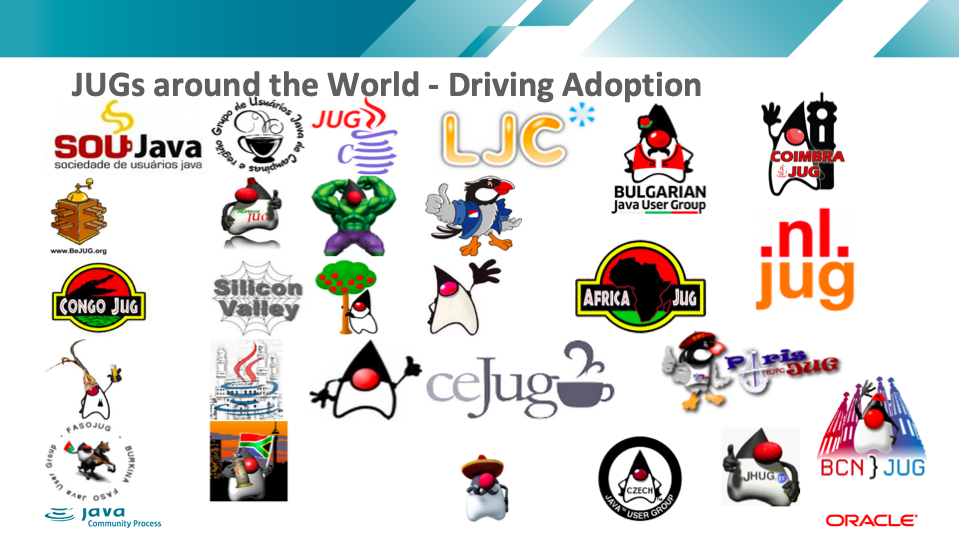 JUGs around the World - Driving Adoption
SOUJava
sociedade de usuários java
Grupo de Usuários Java de Campinas e região
JUG
C
LJC*
BULGARIAN
Java User Group
COIMBRA
JUG
www.BeJUG.org
jug
.nl.
jug
CONGO JUG
Silicon
Valley
AFRICA JUG
ceJug
Paris
JUG
FASOJUG - BURKINA FASO Java User Group
BCN}JUG
CZECH
JAVA™ USER GROUP
JHUG
Java
Community Process
ORACLE